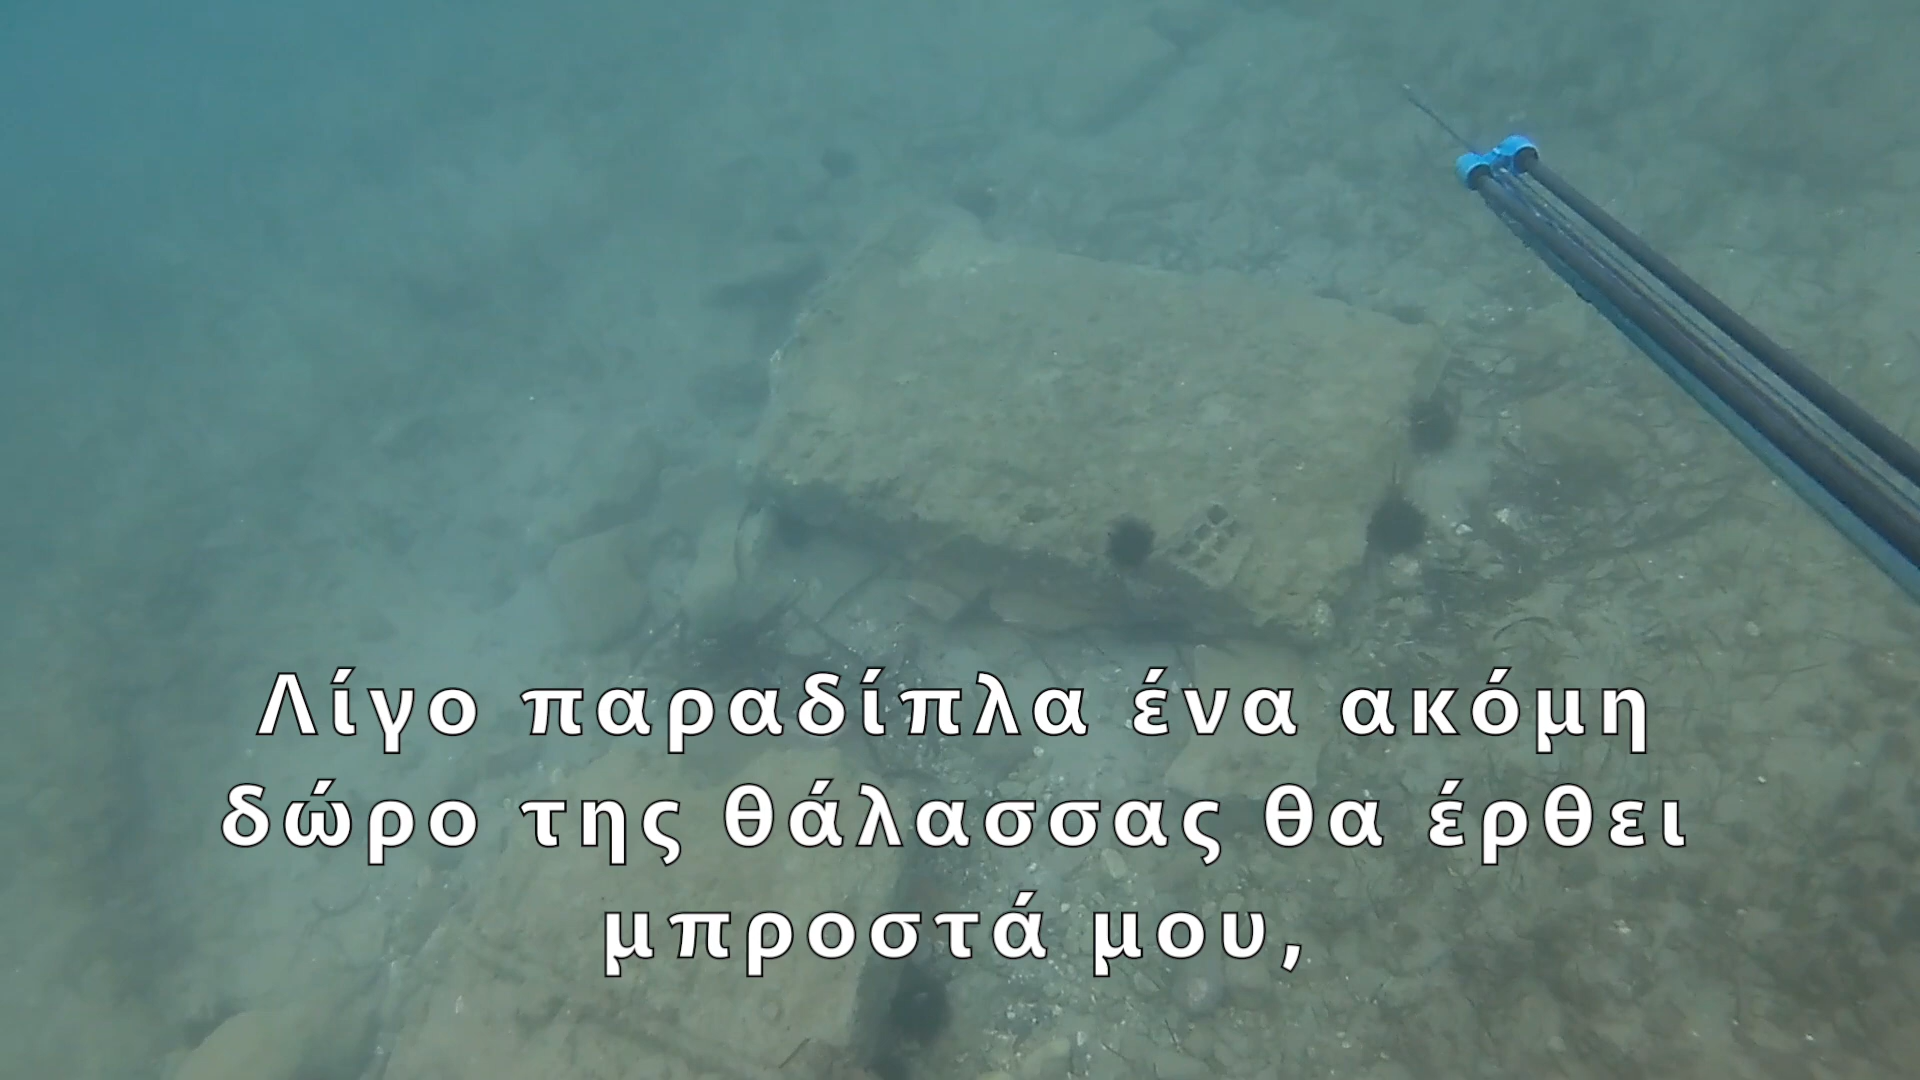 Λίγο παραδίπλα ένα ακόμη
δώρο της θάλασσας θα έρθει
μπροστά μου,